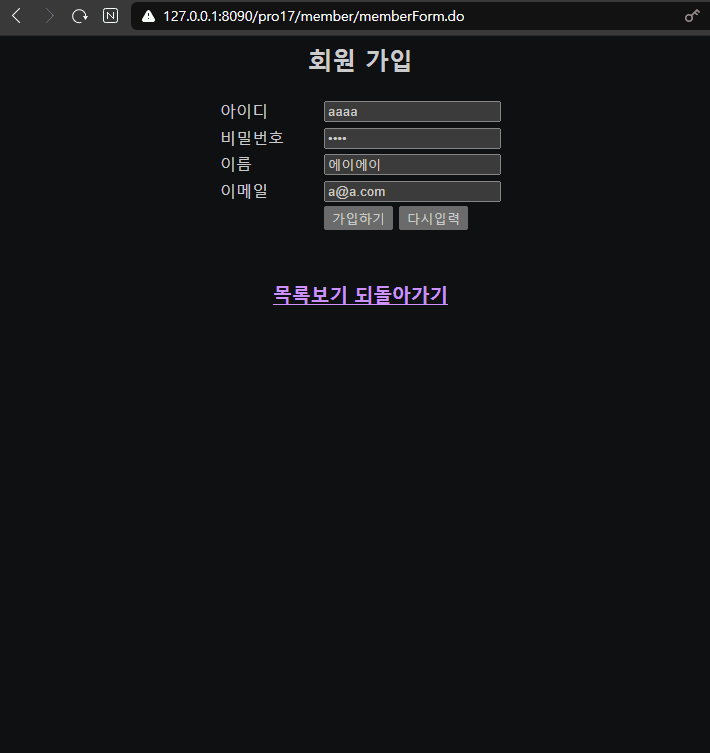 127.0.0.1:8090/pro17/member/memberForm.do
회원 가입
아이디 aaaa
비밀번호 ••••
이름 에이에이
이메일 a@a.com
가입하기 다시입력
목록보기 되돌아가기